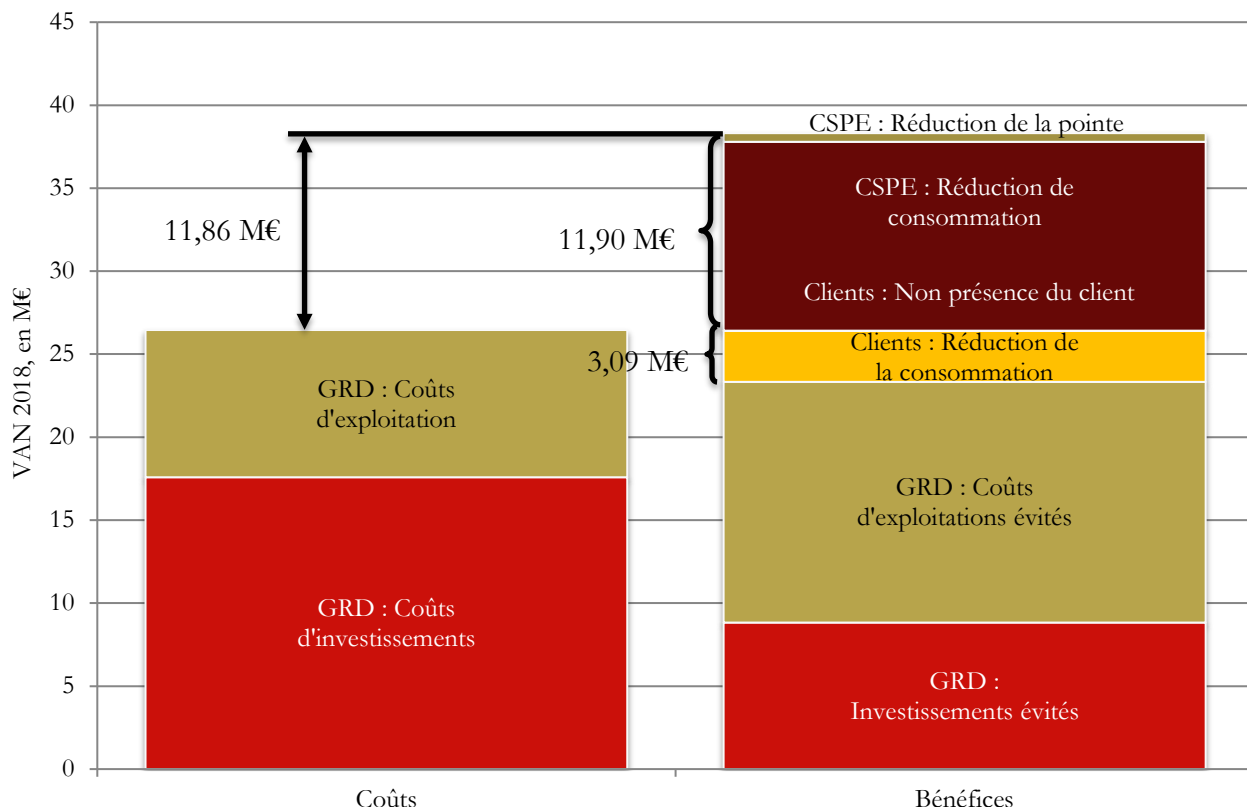 45
40
35
30
25
20
15
10
5
0
VAN 2018, en M€
11,86 M€
GRD : Coûts
d'exploitation
GRD : Coûts
d'investissements
CSPE : Réduction de la pointe
CSPE : Réduction de
consommation
11,90 M€
Clients : Non présence du client
3,09 M€
Clients : Réduction de
la consommation
GRD : Coûts
d'exploitations évités
GRD :
Investissements évités
Coûts
Bénéfices